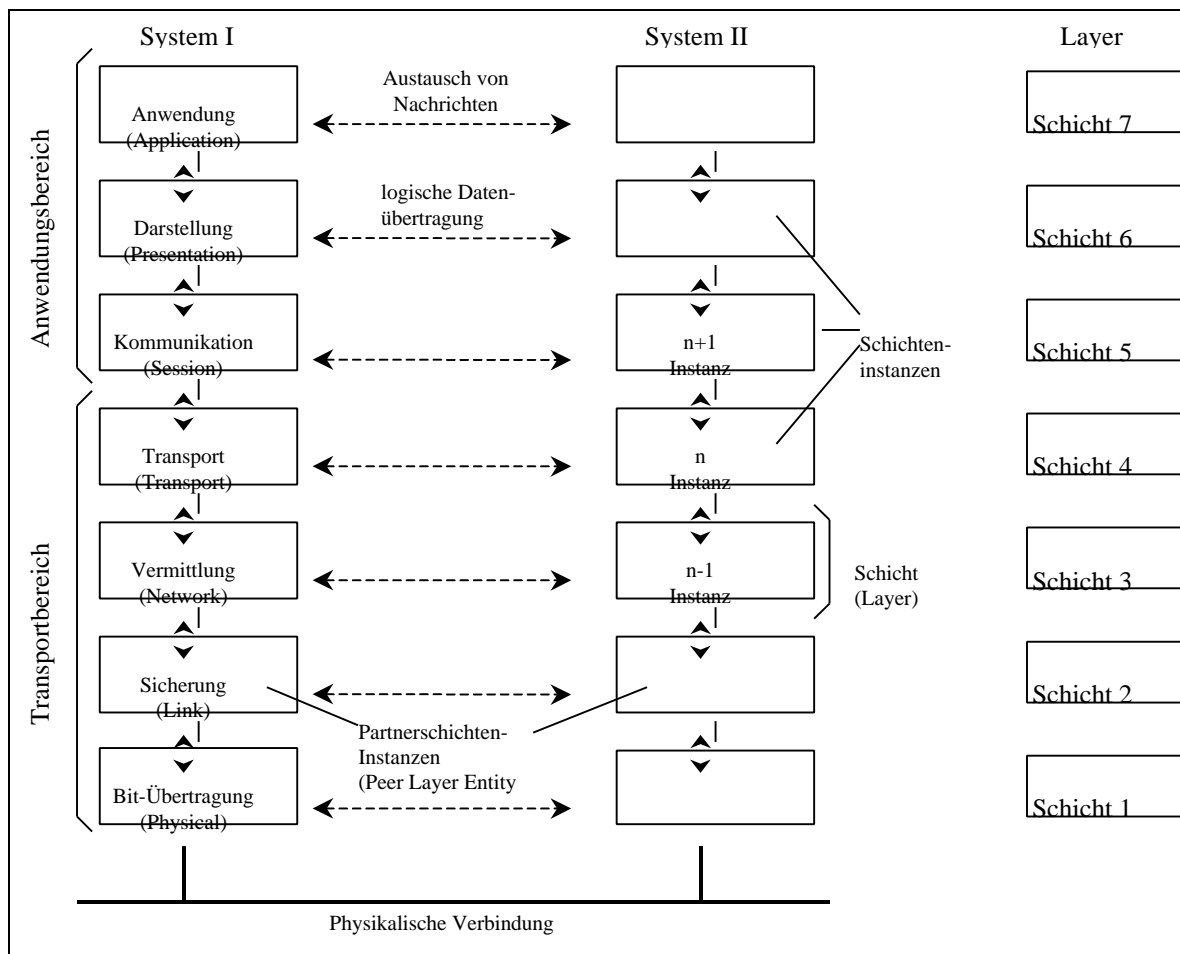 System I
System II
Layer
Anwendungsbereich
Transportbereich
Anwendung
(Application)
Austausch von
Nachrichten
Schicht 7
Darstellung
(Presentation)
logische Daten-
übertragung
Schicht 6
Kommunikation
(Session)
n+1
Instanz
Schichten-
instanzen
Schicht 5
Transport
(Transport)
n
Instanz
Schicht 4
Vermittlung
(Network)
n-1
Instanz
Schicht
(Layer)
Schicht 3
Sicherung
(Link)
Schicht 2
Partnerschichten-
Instanzen
(Peer Layer Entity
Bit-Übertragung
(Physical)
Schicht 1
Physikalische Verbindung